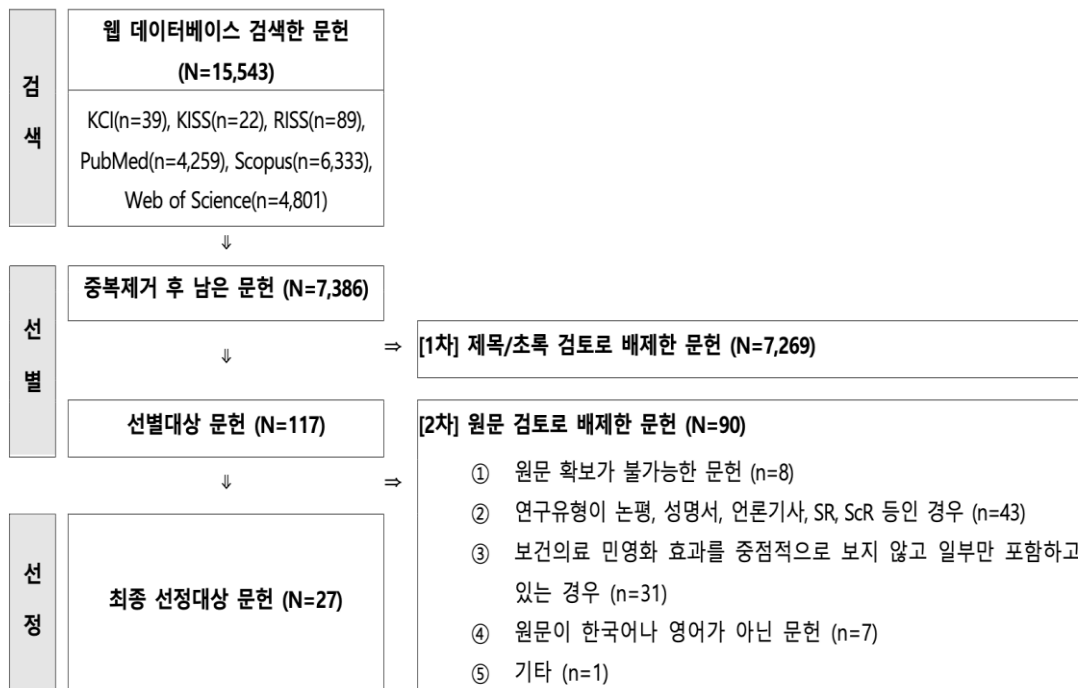 검
색
웹 데이터베이스 검색한 문헌
(N=15,543)
KCI(n=39), KISS(n=22), RISS(n=89),
PubMed(n=4,259), Scopus(n=6,333),
Web of Science(n=4,801)
⇓
선
별
중복제거 후 남은 문헌 (N=7,386)
⇓
⇒ [1차] 제목/초록 검토로 배제한 문헌 (N=7,269)
선별대상 문헌 (N=117)
⇓
⇒
[2차] 원문 검토로 배제한 문헌 (N=90)
① 원문 확보가 불가능한 문헌 (n=8)
② 연구유형이 논평, 성명서, 언론기사, SR, ScR 등인 경우 (n=43)
③ 보건의료 민영화 효과를 중점적으로 보지 않고 일부만 포함하고
있는 경우 (n=31)
④ 원문이 한국어나 영어가 아닌 문헌 (n=7)
⑤ 기타 (n=1)
선
정
최종 선정대상 문헌 (N=27)